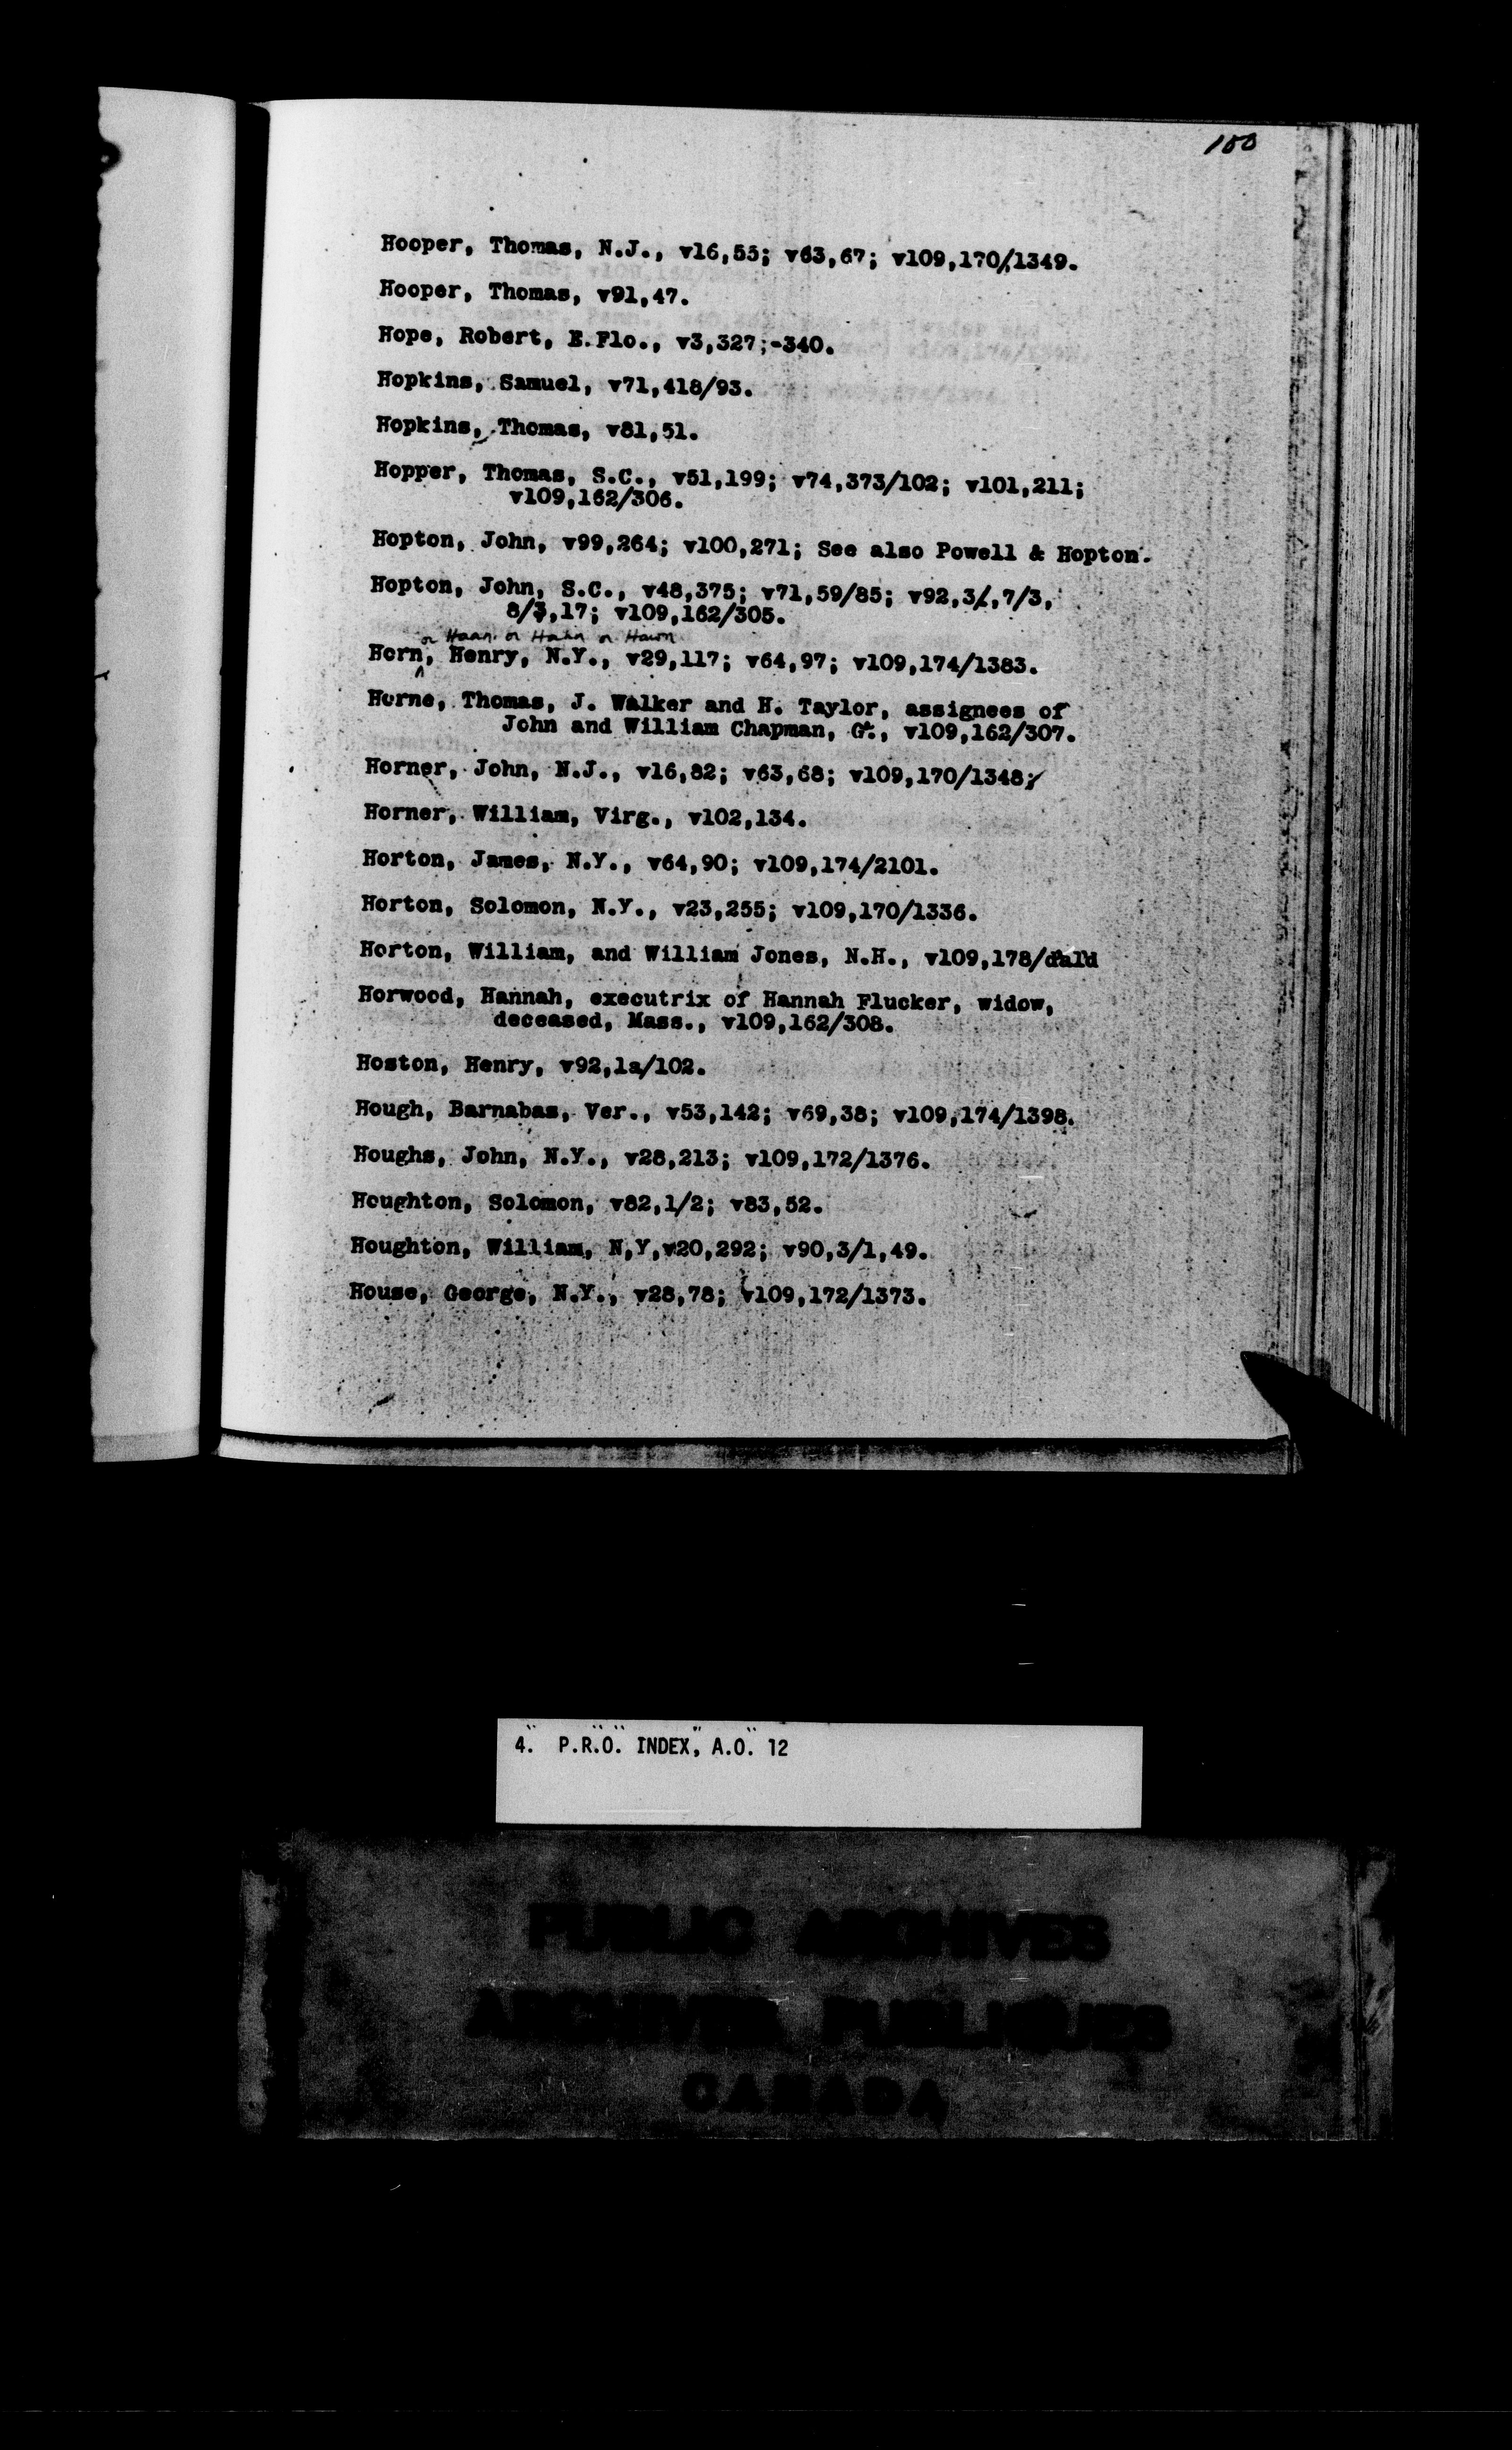 100
Hooper, Thomas, N.J., v16,55; v63,67; v109,170/1349.
Hooper, Thomas, v91,47.
Hope, Robert, E.Flo., v3,327;-340.
Hopkins, Samuel, v71,418/93.
Hopkins, Thomas, v81,51.
Hopper, Thomas, S.C., v51,199; v74,373/102; v101,211;
v109,162/306.
Hopton, John, v99,264; v100,271; See also Powell & Hopton.
Hopton, John, S.C., v48,375; v71,59/85; v92,3/,7/3,
8/3,17; v109,162/305.
or Haan or Hahn or Hawn
Horn, Henry, N.Y., v29,117; v64,97; v109,174/1383.
Horne, Thomas, J. Walker and H. Taylor, assignees of
John and William Chapman, Gt., v109,162/307.
Horner, John, N.J., v16,82; v63,68; v109,170/1348;
Horner, William, Virg., v102,134.
Horton, James, N.Y., v64,90; v109,174/2101.
Horton, Solomon, N.Y., v23,255; v109,170/1336.
Horton, William, and William Jones, N.H., v109,178/dald
Horwood, Hannah, executrix of Hannah Flucker, widow,
deceased, Mass., v109,162/308.
Hoston, Henry, v92,1a/102.
Hough, Barnabas, Ver., v53,142; v69,38; v109,174/1398.
Houghs, John, N.Y., v28,213; v109,172/1376.
Houghton, Solomon, v82,1/2; v83,52.
Houghton, William, N,Y,v20,292; v90,3/1,49.
House, George, N.Y., v28,78; v109,172/1373.
4. P.R.O. INDEX, A.O. 12
PUBLIC ARCHIVES
ARCHIVES PUBLIQUES
CANADA